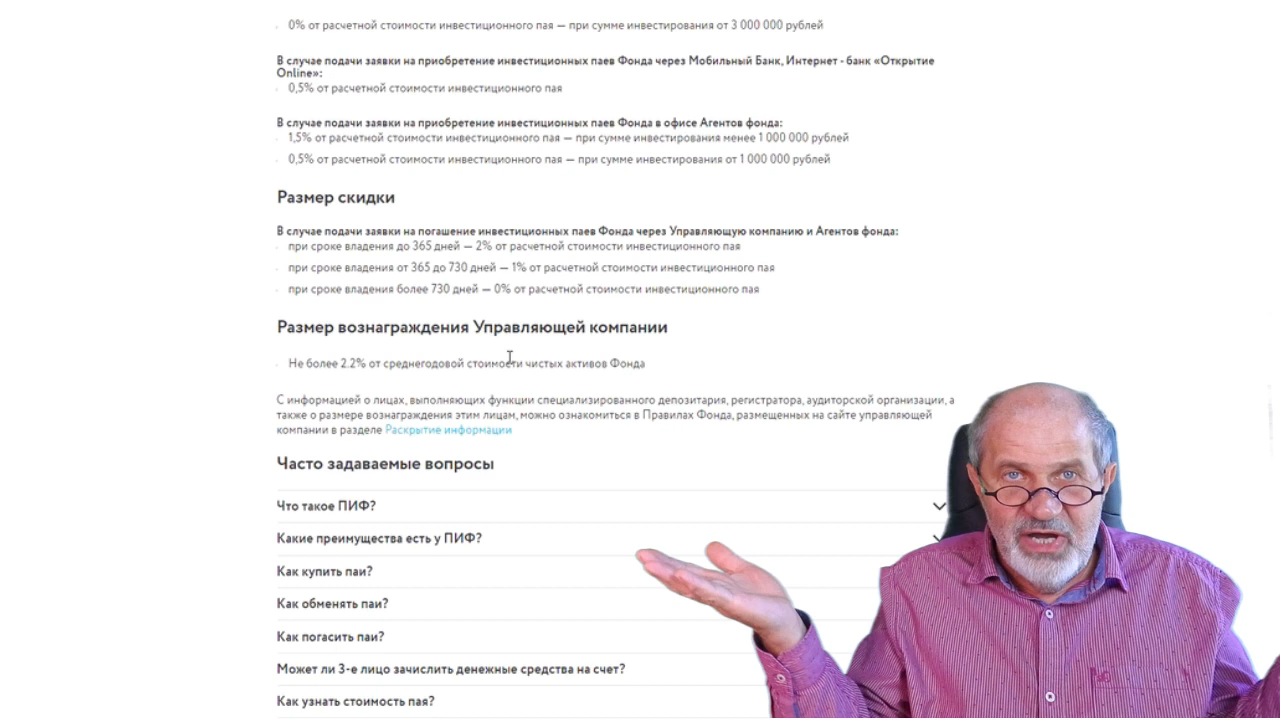 0% от расчетной стоимости инвестиционного пая — при сумме инвестирования от 3 000 000 рублей
В случае подачи заявки на приобретение инвестиционных паев Фонда через Мобильный Банк, Интернет - банк «Открытие
Online»:
0,5% от расчетной стоимости инвестиционного пая
В случае подачи заявки на приобретение инвестиционных паев Фонда в офисе Агентов фонда:
1,5% от расчетной стоимости инвестиционного пая — при сумме инвестирования менее 1 000 000 рублей
0,5% от расчетной стоимости инвестиционного пая — при сумме инвестирования от 1 000 000 рублей
Размер скидки
В случае подачи заявки на погашение инвестиционных паев Фонда через Управляющую компанию и Агентов фонда:
при сроке владения до 365 дней — 2% от расчетной стоимости инвестиционного пая
при сроке владения от 365 до 730 дней — 1% от расчетной стоимости инвестиционного пая
при сроке владения более 730 дней — 0% от расчетной стоимости инвестиционного пая
Размер вознаграждения Управляющей компании
Не более 2.2% от среднегодовой стоимости чистых активов Фонда
С информацией о лицах, выполняющих функции специализированного депозитария, регистратора, аудиторской организации, а
также о размере вознаграждения этим лицам, можно ознакомиться в Правилах Фонда, размещенных на сайте управляющей
компании в разделе Раскрытие информации
Часто задаваемые вопросы
Что такое ПИФ?
Какие преимущества есть у ПИФ?
Как купить паи?
Как обменять паи?
Как погасить паи?
Может ли 3-е лицо зачислить денежные средства на счет?
Как узнать стоимость пая?